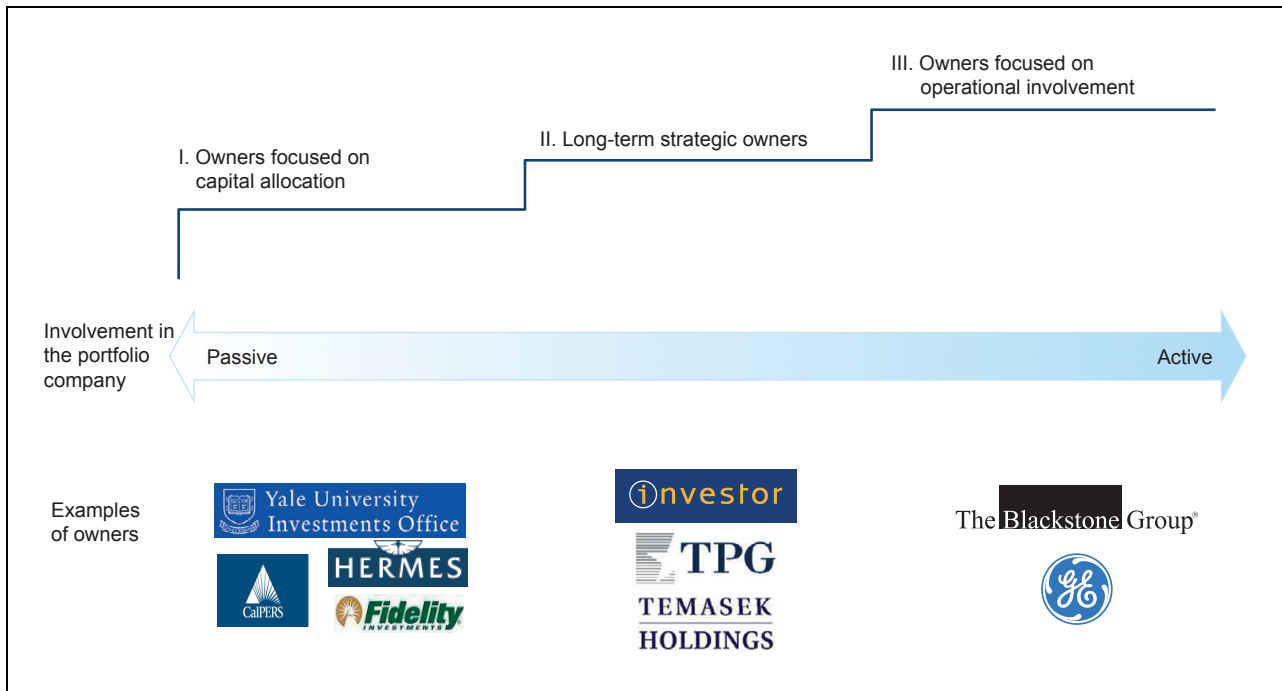 III. Owners focused on
operational involvement
II. Long-term strategic owners
I. Owners focused on
capital allocation
Involvement in
the portfolio
company
Passive
Active
Examples
of owners
Yale University
Investments Office
CalPERS
HERMES
Fidelity
INVESTMENTS
investor
TPG
TEMASEK
HOLDINGS
The Blackstone Group®
GE